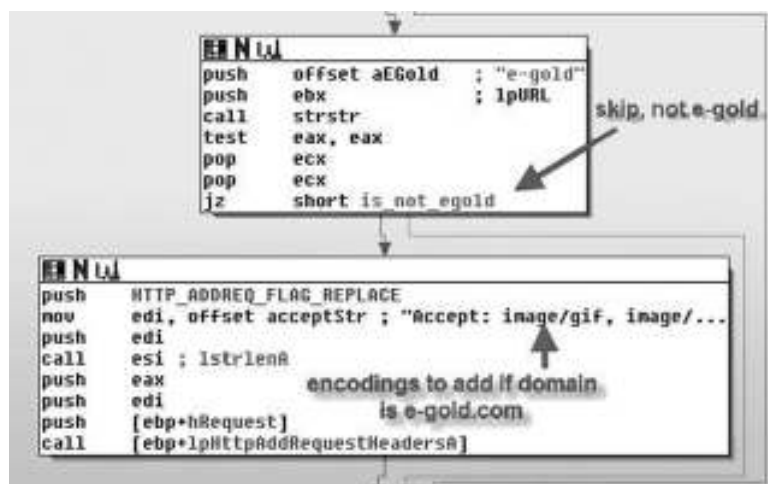 push offset aEGold ; "e-gold"
push ebx ; lpURL
call strstr
test eax, eax
pop ecx
pop ecx
jz short is_not_egold
skip, not e-gold.
push HTTP_ADDREQ_FLAG_REPLACE
mov edi, offset acceptStr ; "Accept: image/gif, image/...
push edi
call esi ; lstrlenA
push eax
push edi
push [ebp+hRequest]
call [ebp+lpHttpAddRequestHeadersA]
encodings to add if domain
is e-gold.com